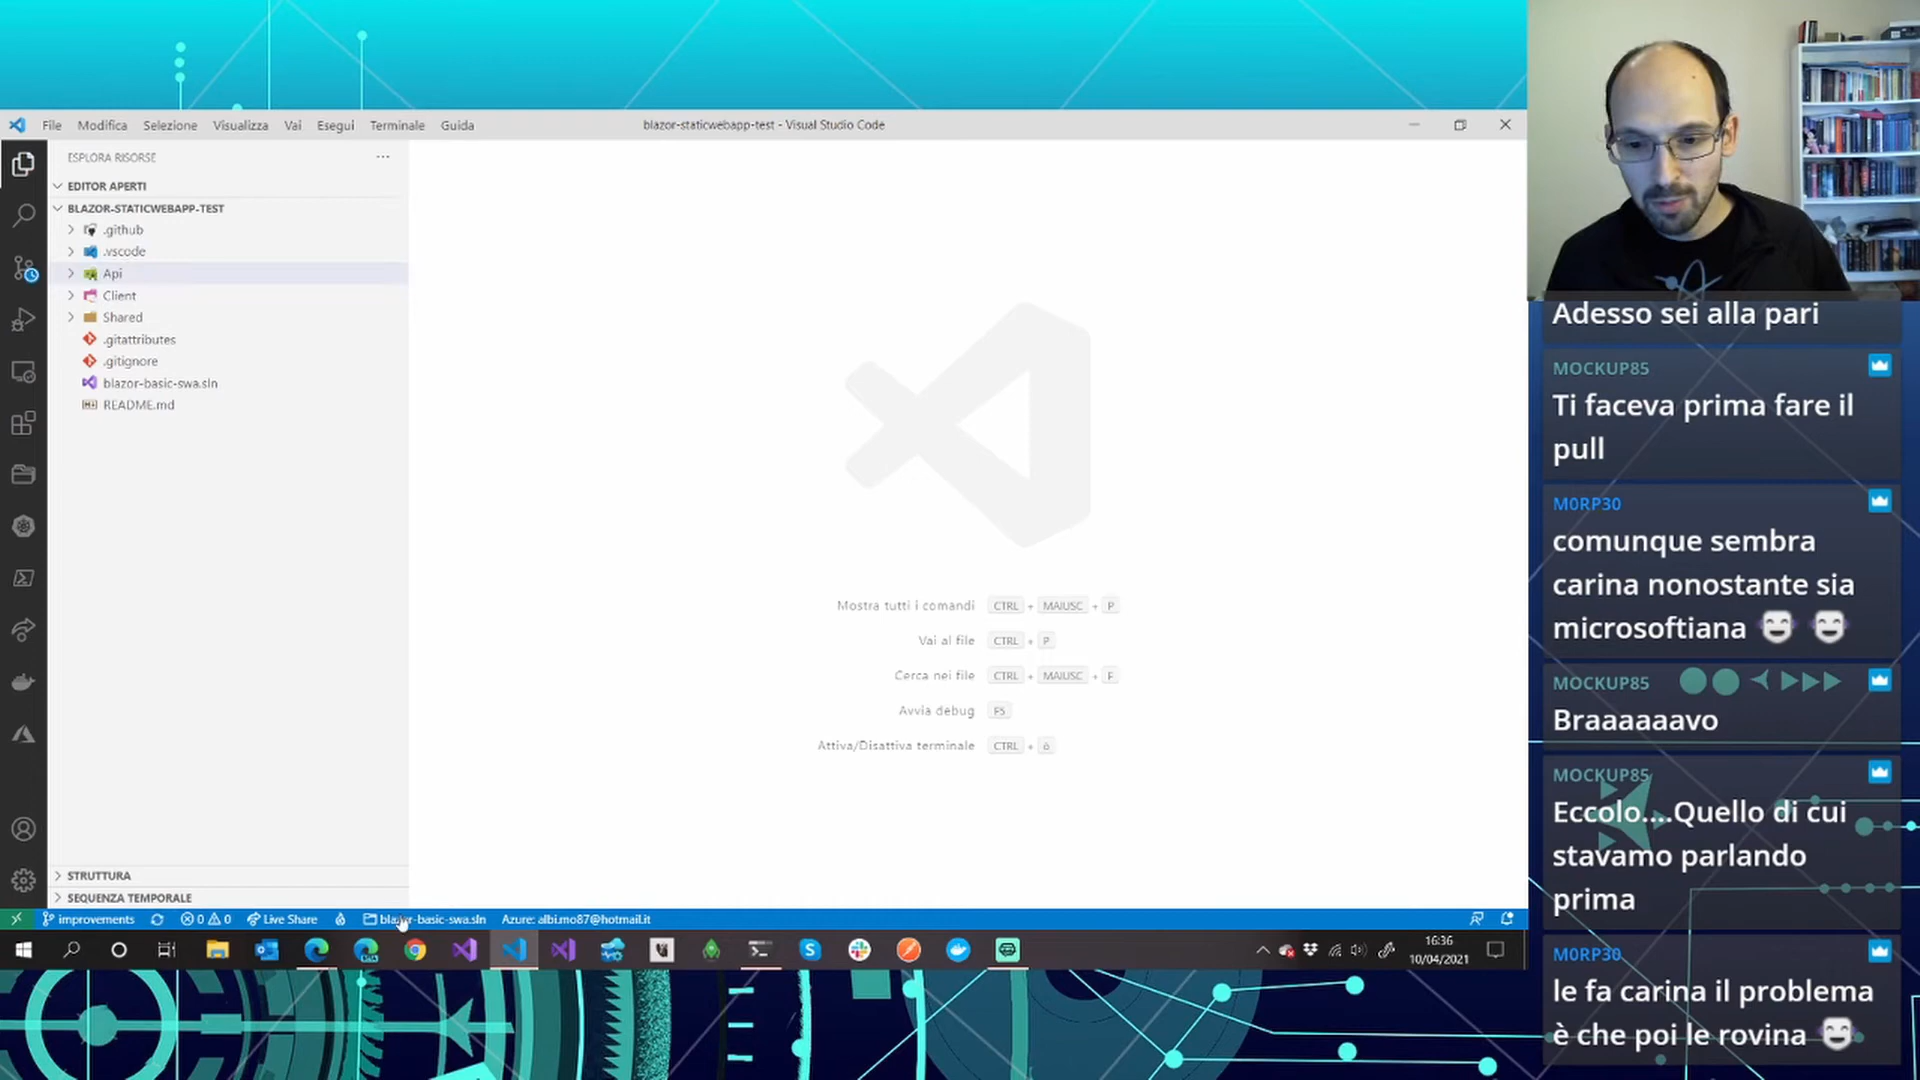 File Modifica Selezione Visualizza Vai Esegui Terminale Guida
blazor-staticwebapp-test - Visual Studio Code
ESPLORA RISORSE
EDITOR APERTI
BLAZOR-STATICWEBAPP-TEST
.github
.vscode
Api
Client
Shared
.gitattributes
.gitignore
blazor-basic-swa.sln
README.md
Mostra tutti i comandi CTRL + MAIUSC + P
Vai al file CTRL + P
Cerca nei file CTRL + MAIUSC + F
Avvia debug F5
Attiva/Disattiva terminale CTRL + ò
STRUTTURA
SEQUENZA TEMPORALE
improvements 0 0 Live Share blazor-basic-swa.sln Azure: albi.mo87@hotmail.it
16:36
10/04/2021
Adesso sei alla pari
MOCKUP85
Ti faceva prima fare il
pull
M0RP30
comunque sembra
carina nonostante sia
microsoftiana
MOCKUP85
Braaaaaavo
MOCKUP85
Eccolo....Quello di cui
stavamo parlando
prima
M0RP30
le fa carina il problema
è che poi le rovina